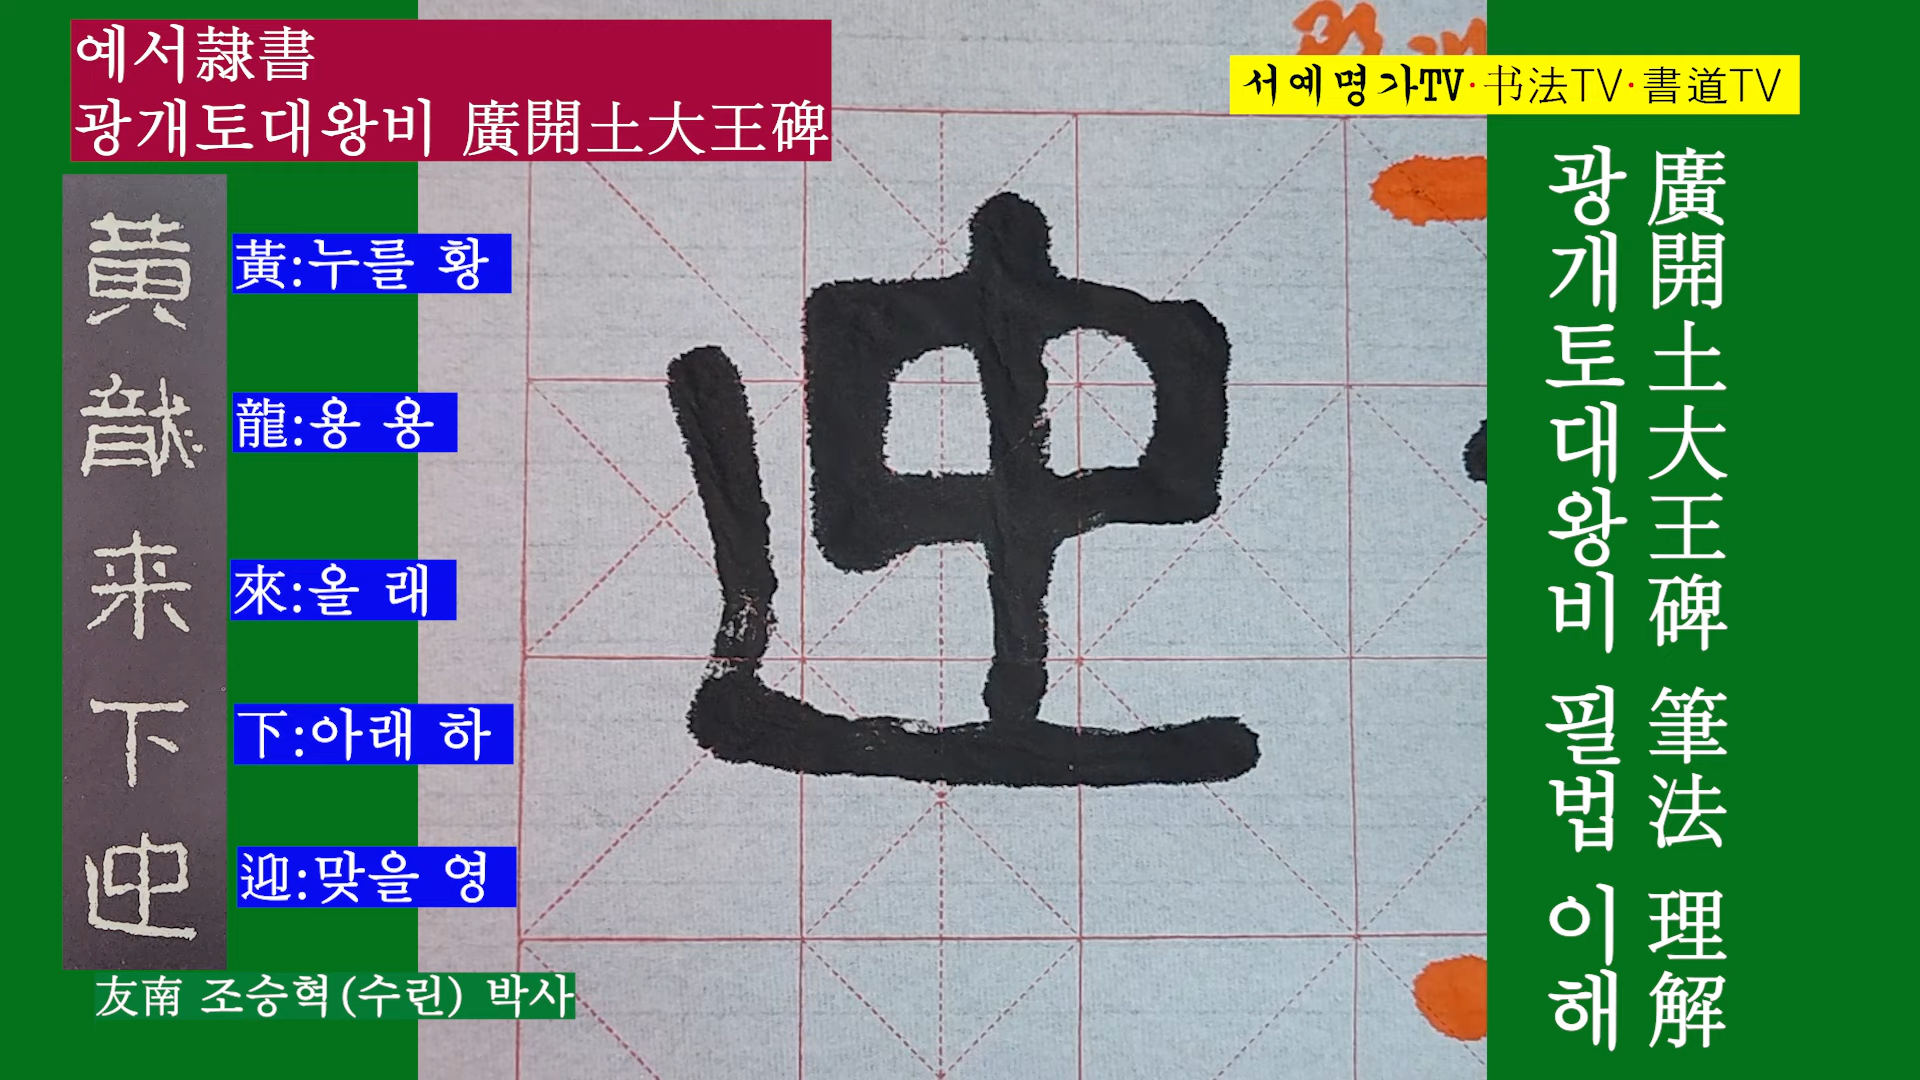 예서隷書
광개토대왕비 廣開土大王碑
서예명가TV·书法TV·書道TV
黃:누를 황
龍:용 용
來:올 래
下:아래 하
迎:맞을 영
友南 조승혁(수린) 박사
廣開土大王碑 筆法 理解
광개토대왕비 필법 이해
黃
龍
来
下
迎
迎